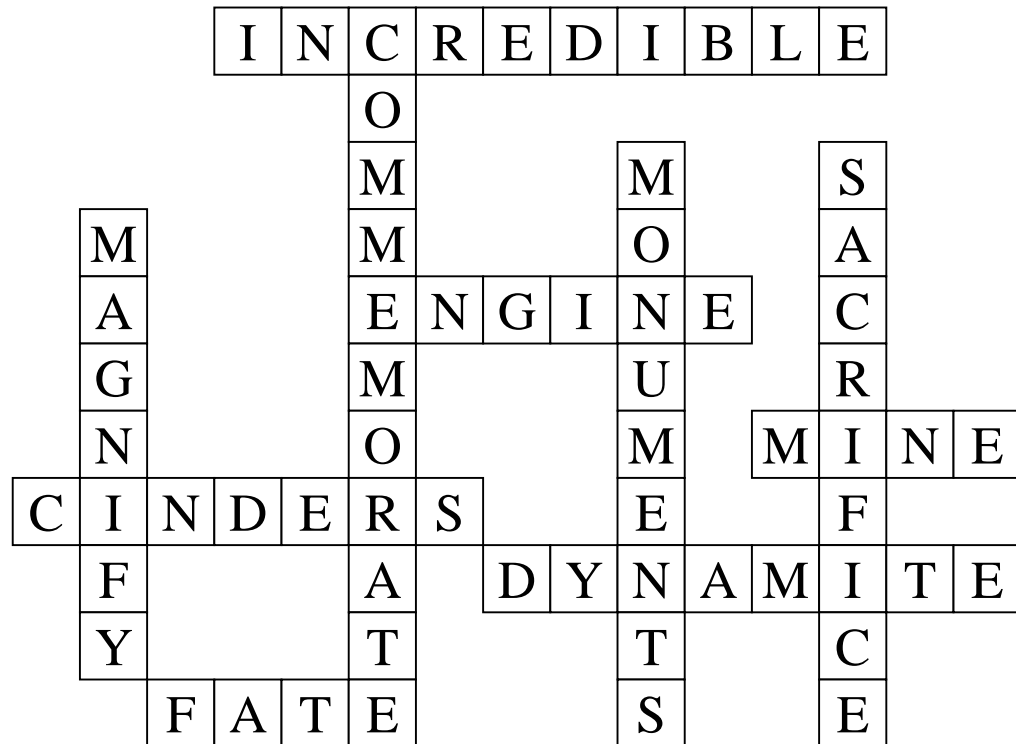 INCREDIBLE
COMMEMORATE
MONUMENTS
SACRIFICE
MAGNIFY
ENGINE
MINE
CINDERS
DYNAMITE
FATE